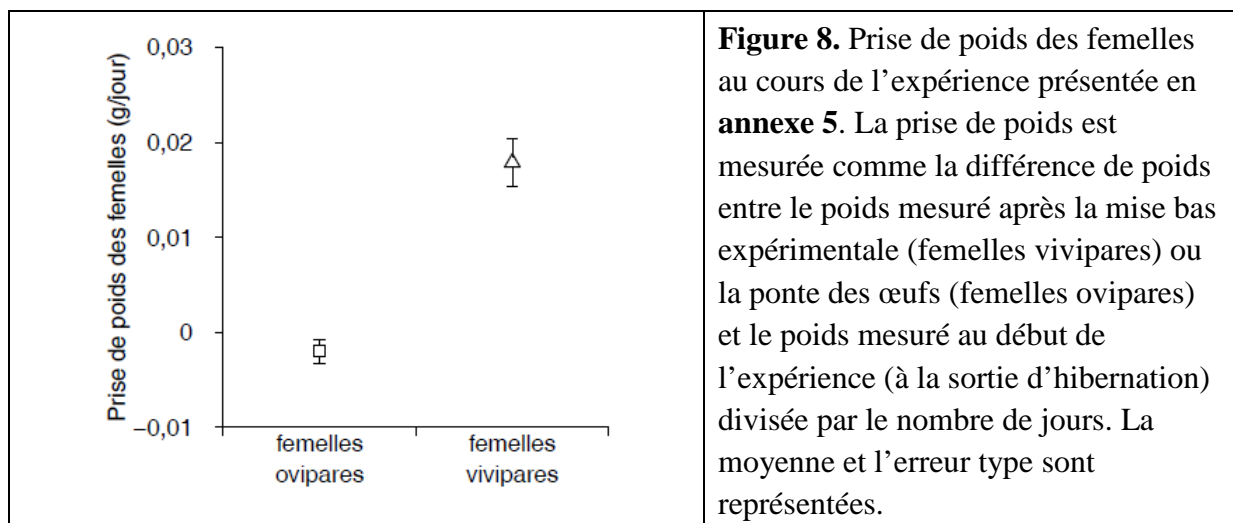 0,03
0,02
0,01
0
–0,01
Prise de poids des femelles (g/jour)
femelles
ovipares
femelles
vivipares
Figure 8. Prise de poids des femelles
au cours de l’expérience présentée en
annexe 5. La prise de poids est
mesurée comme la différence de poids
entre le poids mesuré après la mise bas
expérimentale (femelles vivipares) ou
la ponte des œufs (femelles ovipares)
et le poids mesuré au début de
l’expérience (à la sortie d’hibernation)
divisée par le nombre de jours. La
moyenne et l’erreur type sont
représentées.